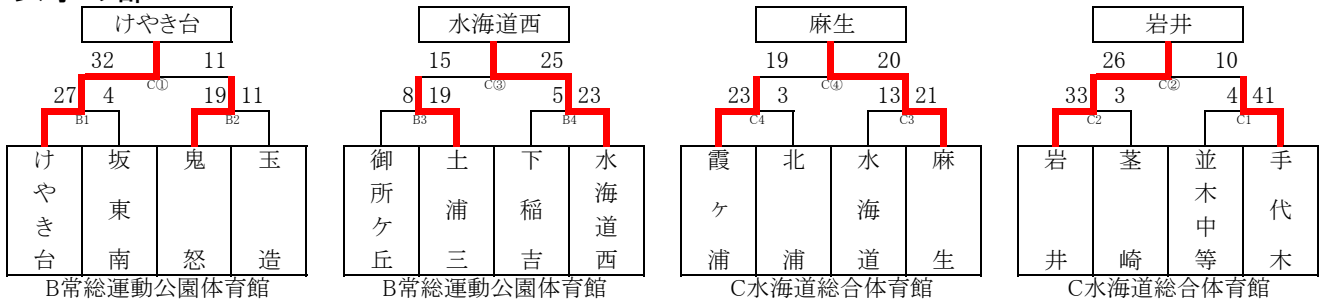 けやき台 水海道西 麻生 岩井
32 11 15 25 19 20 26 10
C① C③ C④ C②
27 4 19 11 8 19 5 23 23 3 13 21 33 3 4 41
B1 B2 B3 B4 C4 C3 C2 C1
けやき台 坂東南 鬼怒 玉造 御所ケ丘 土浦三 下稲吉 水海道西 霞ヶ浦 北浦 水海道 麻生 岩井 茎崎 並木中等 手代木
B常総運動公園体育館 B常総運動公園体育館 C水海道総合体育館 C水海道総合体育館